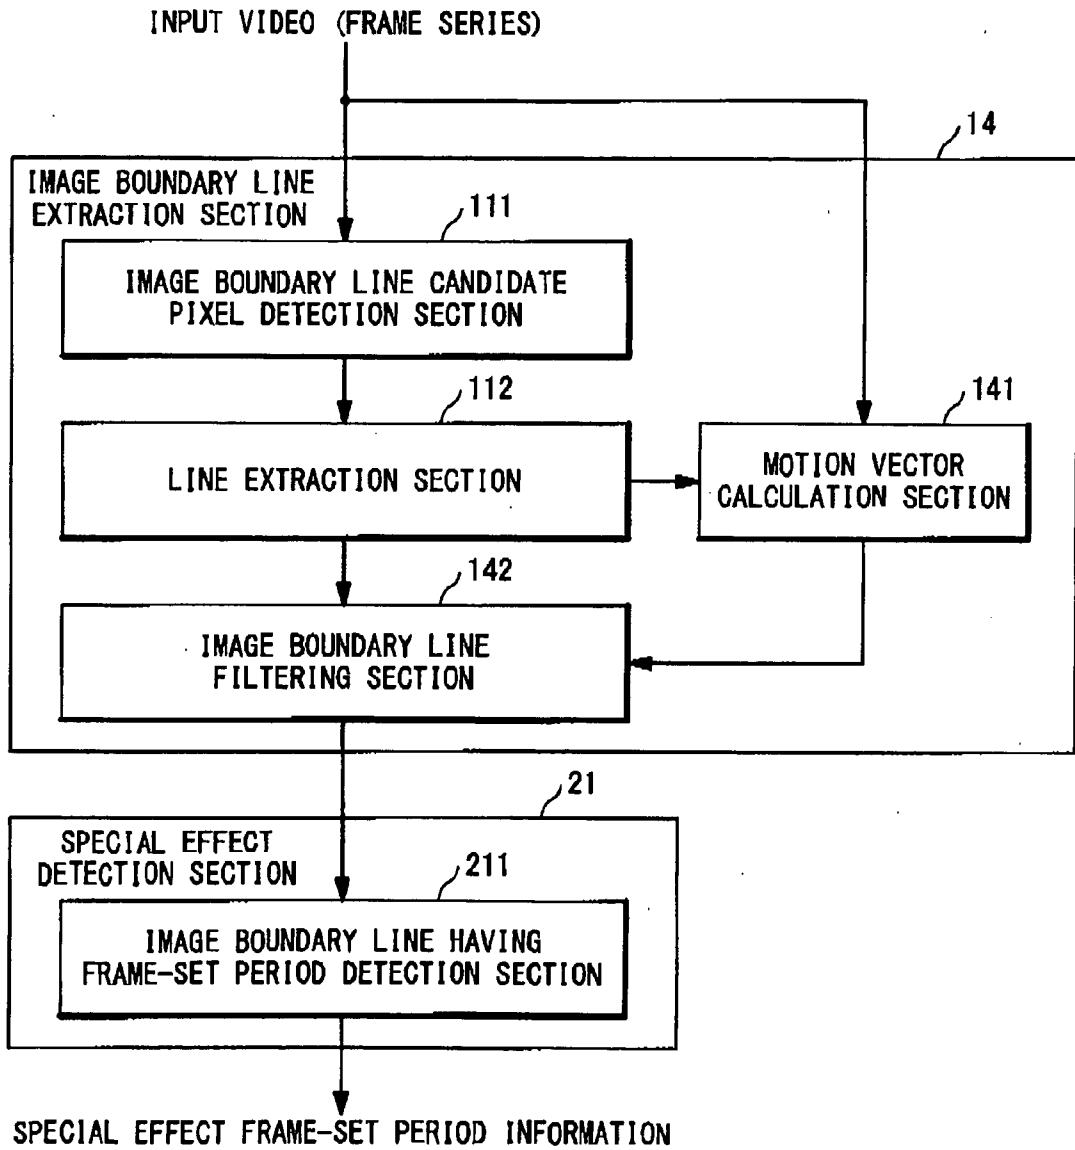 INPUT VIDEO (FRAME SERIES)
14
IMAGE BOUNDARY LINE
EXTRACTION SECTION
111
IMAGE BOUNDARY LINE CANDIDATE
PIXEL DETECTION SECTION
112
LINE EXTRACTION SECTION
141
MOTION VECTOR
CALCULATION SECTION
142
IMAGE BOUNDARY LINE
FILTERING SECTION
21
SPECIAL EFFECT
DETECTION SECTION
211
IMAGE BOUNDARY LINE HAVING
FRAME-SET PERIOD DETECTION SECTION
SPECIAL EFFECT FRAME-SET PERIOD INFORMATION